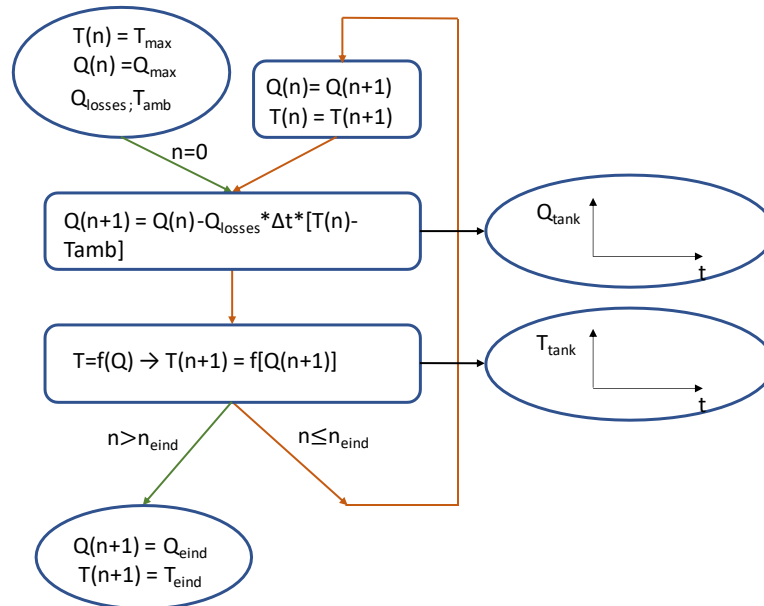 T(n) = Tmax
Q(n) =Qmax
Qlosses;Tamb
Q(n)= Q(n+1)
T(n) = T(n+1)
n=0
Q(n+1) = Q(n)-Qlosses*Δt*[T(n)-
Tamb]
Qtank
t
T=f(Q) → T(n+1) = f[Q(n+1)]
Ttank
t
n>neind
n≤neind
Q(n+1) = Qeind
T(n+1) = Teind